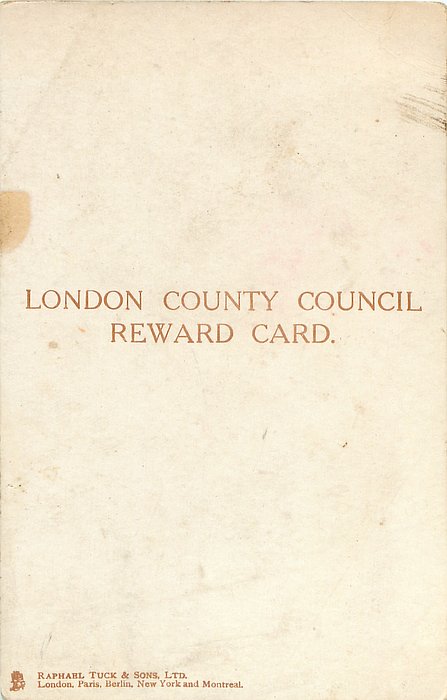 LONDON COUNTY COUNCIL
REWARD CARD.
RAPHAEL TUCK & SONS, LTD.
London, Paris, Berlin, New York and Montreal.